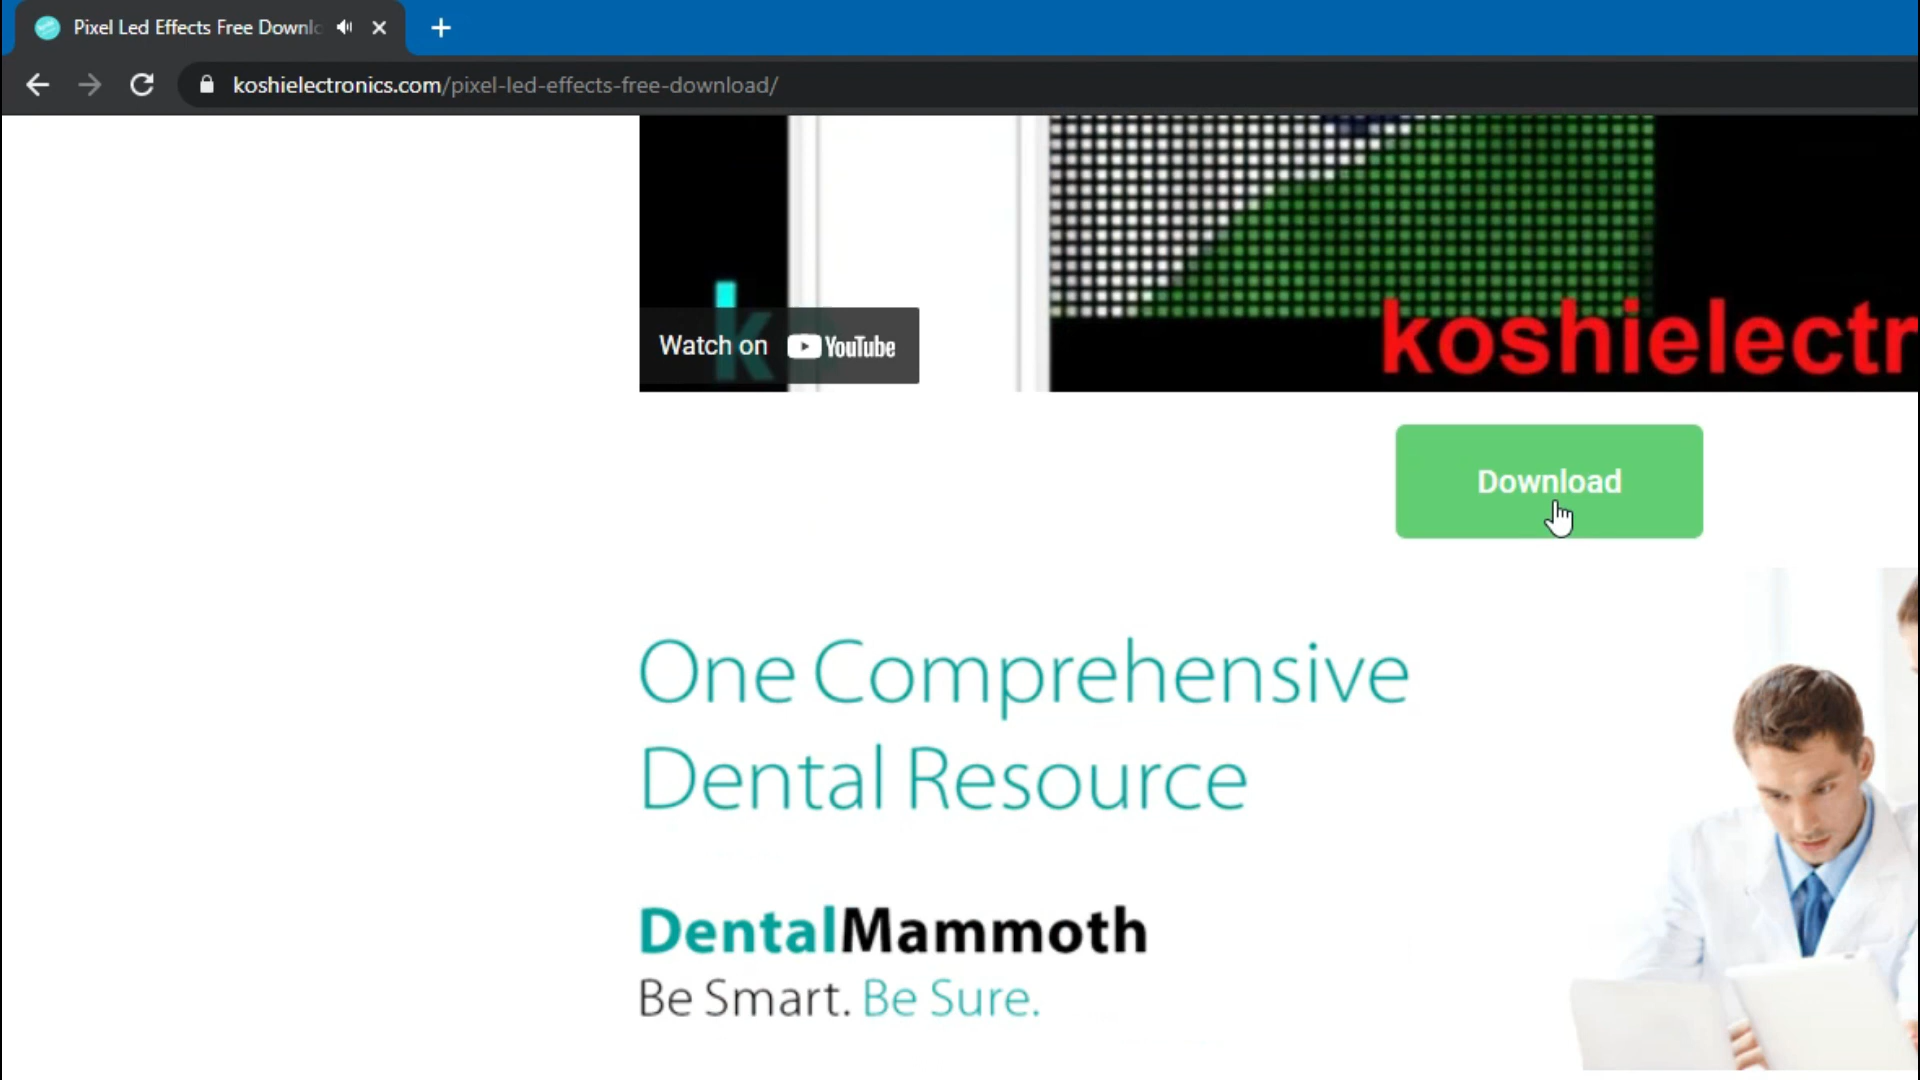 Pixel Led Effects Free Downlo
koshielectronics.com/pixel-led-effects-free-download/
k
Watch on YouTube
koshielectr
Download
One Comprehensive
Dental Resource
DentalMammoth
Be Smart. Be Sure.